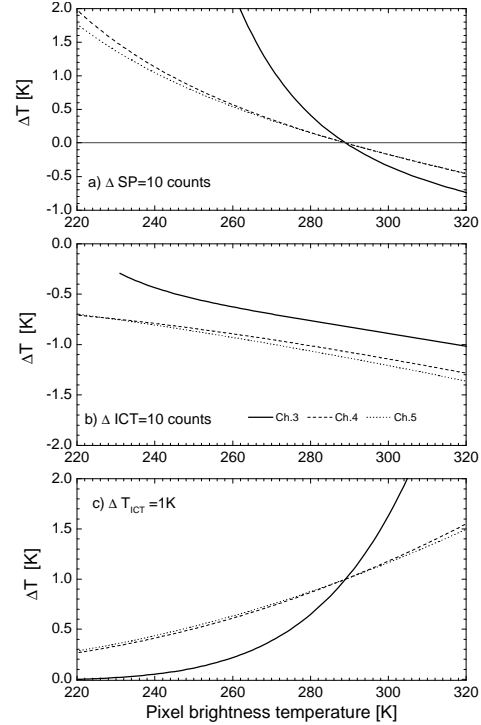 2.0
1.5
1.0
0.5
0.0
-0.5
-1.0
ΔT [K]
a) Δ SP=10 counts
220 240 260 280 300 320
0.0
-0.5
-1.0
-1.5
-2.0
ΔT [K]
b) Δ ICT=10 counts
Ch.3 Ch.4 Ch.5
220 240 260 280 300 320
2.0
1.5
1.0
0.5
0.0
ΔT [K]
c) Δ T_ICT =1K
220 240 260 280 300 320
Pixel brightness temperature [K]